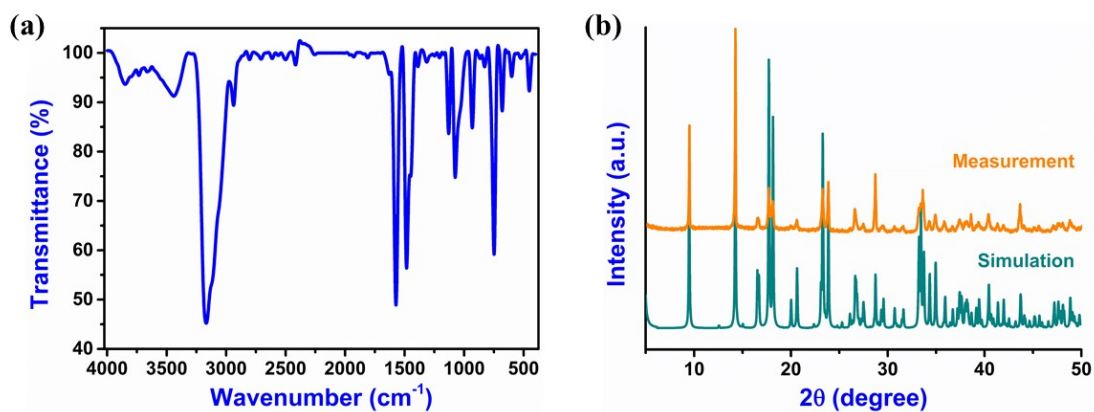 (a)
100
90
80
70
60
50
40
Transmittance (%)
4000 3500 3000 2500 2000 1500 1000 500
Wavenumber (cm⁻¹)
(b)
Intensity (a.u.)
Measurement
Simulation
10 20 30 40 50
2θ (degree)